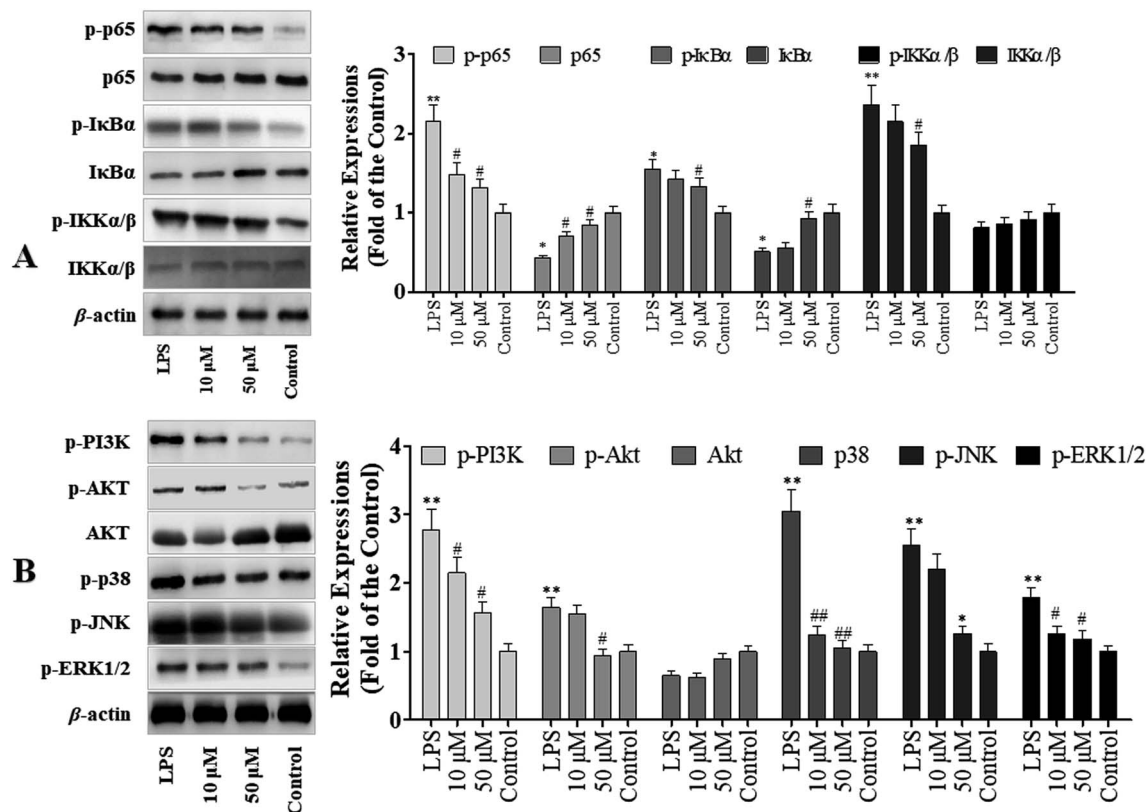 A
p-p65
p65
p-IκBα
IκBα
p-IKKα/β
IKKα/β
β-actin
LPS
10 μM
50 μM
Control
p-p65 p65 p-IκBα IκBα p-IKKα/β IKKα/β
Relative Expressions
(Fold of the Control)
3
2
1
0
** # # * # # * # * # ** #
LPS 10 μM 50 μM Control LPS 10 μM 50 μM Control LPS 10 μM 50 μM Control LPS 10 μM 50 μM Control LPS 10 μM 50 μM Control LPS 10 μM 50 μM Control
B
p-PI3K
p-AKT
AKT
p-p38
p-JNK
p-ERK1/2
β-actin
LPS
10 μM
50 μM
Control
p-PI3K p-Akt Akt p38 p-JNK p-ERK1/2
Relative Expressions
(Fold of the Control)
4
3
2
1
0
** # # ** # ** ## ## ** * ** # #
LPS 10 μM 50 μM Control LPS 10 μM 50 μM Control LPS 10 μM 50 μM Control LPS 10 μM 50 μM Control LPS 10 μM 50 μM Control LPS 10 μM 50 μM Control